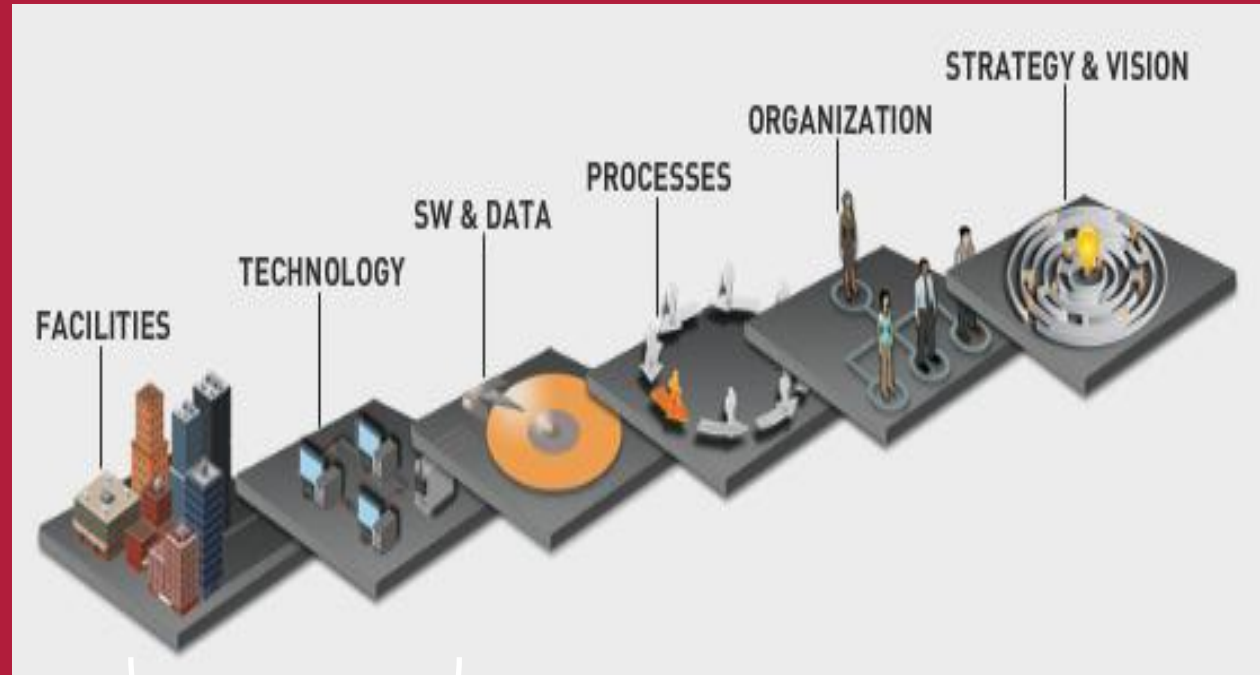 FACILITIES
TECHNOLOGY
SW & DATA
PROCESSES
ORGANIZATION
STRATEGY & VISION